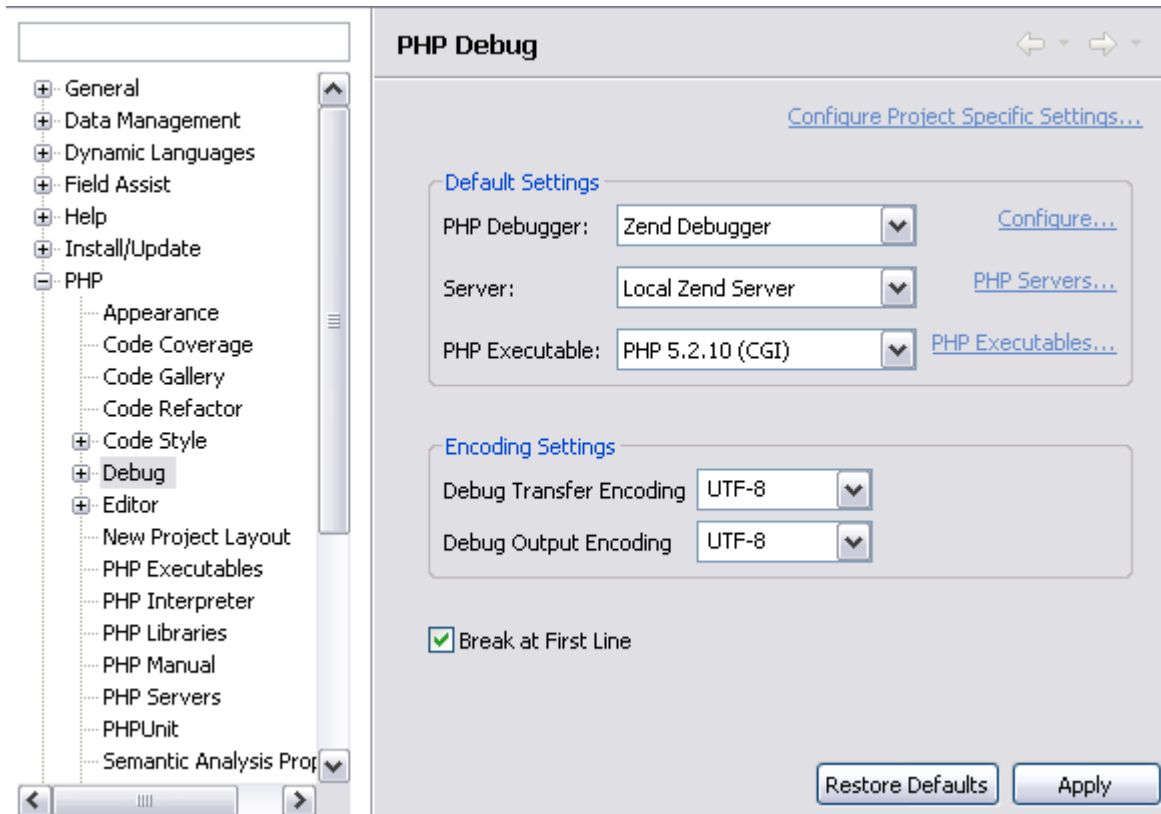 General
Data Management
Dynamic Languages
Field Assist
Help
Install/Update
PHP
Appearance
Code Coverage
Code Gallery
Code Refactor
Code Style
Debug
Editor
New Project Layout
PHP Executables
PHP Interpreter
PHP Libraries
PHP Manual
PHP Servers
PHPUnit
Semantic Analysis Prop
PHP Debug
Configure Project Specific Settings...
Default Settings
PHP Debugger: Zend Debugger Configure...
Server: Local Zend Server PHP Servers...
PHP Executable: PHP 5.2.10 (CGI) PHP Executables...
Encoding Settings
Debug Transfer Encoding UTF-8
Debug Output Encoding UTF-8
Break at First Line
Restore Defaults Apply